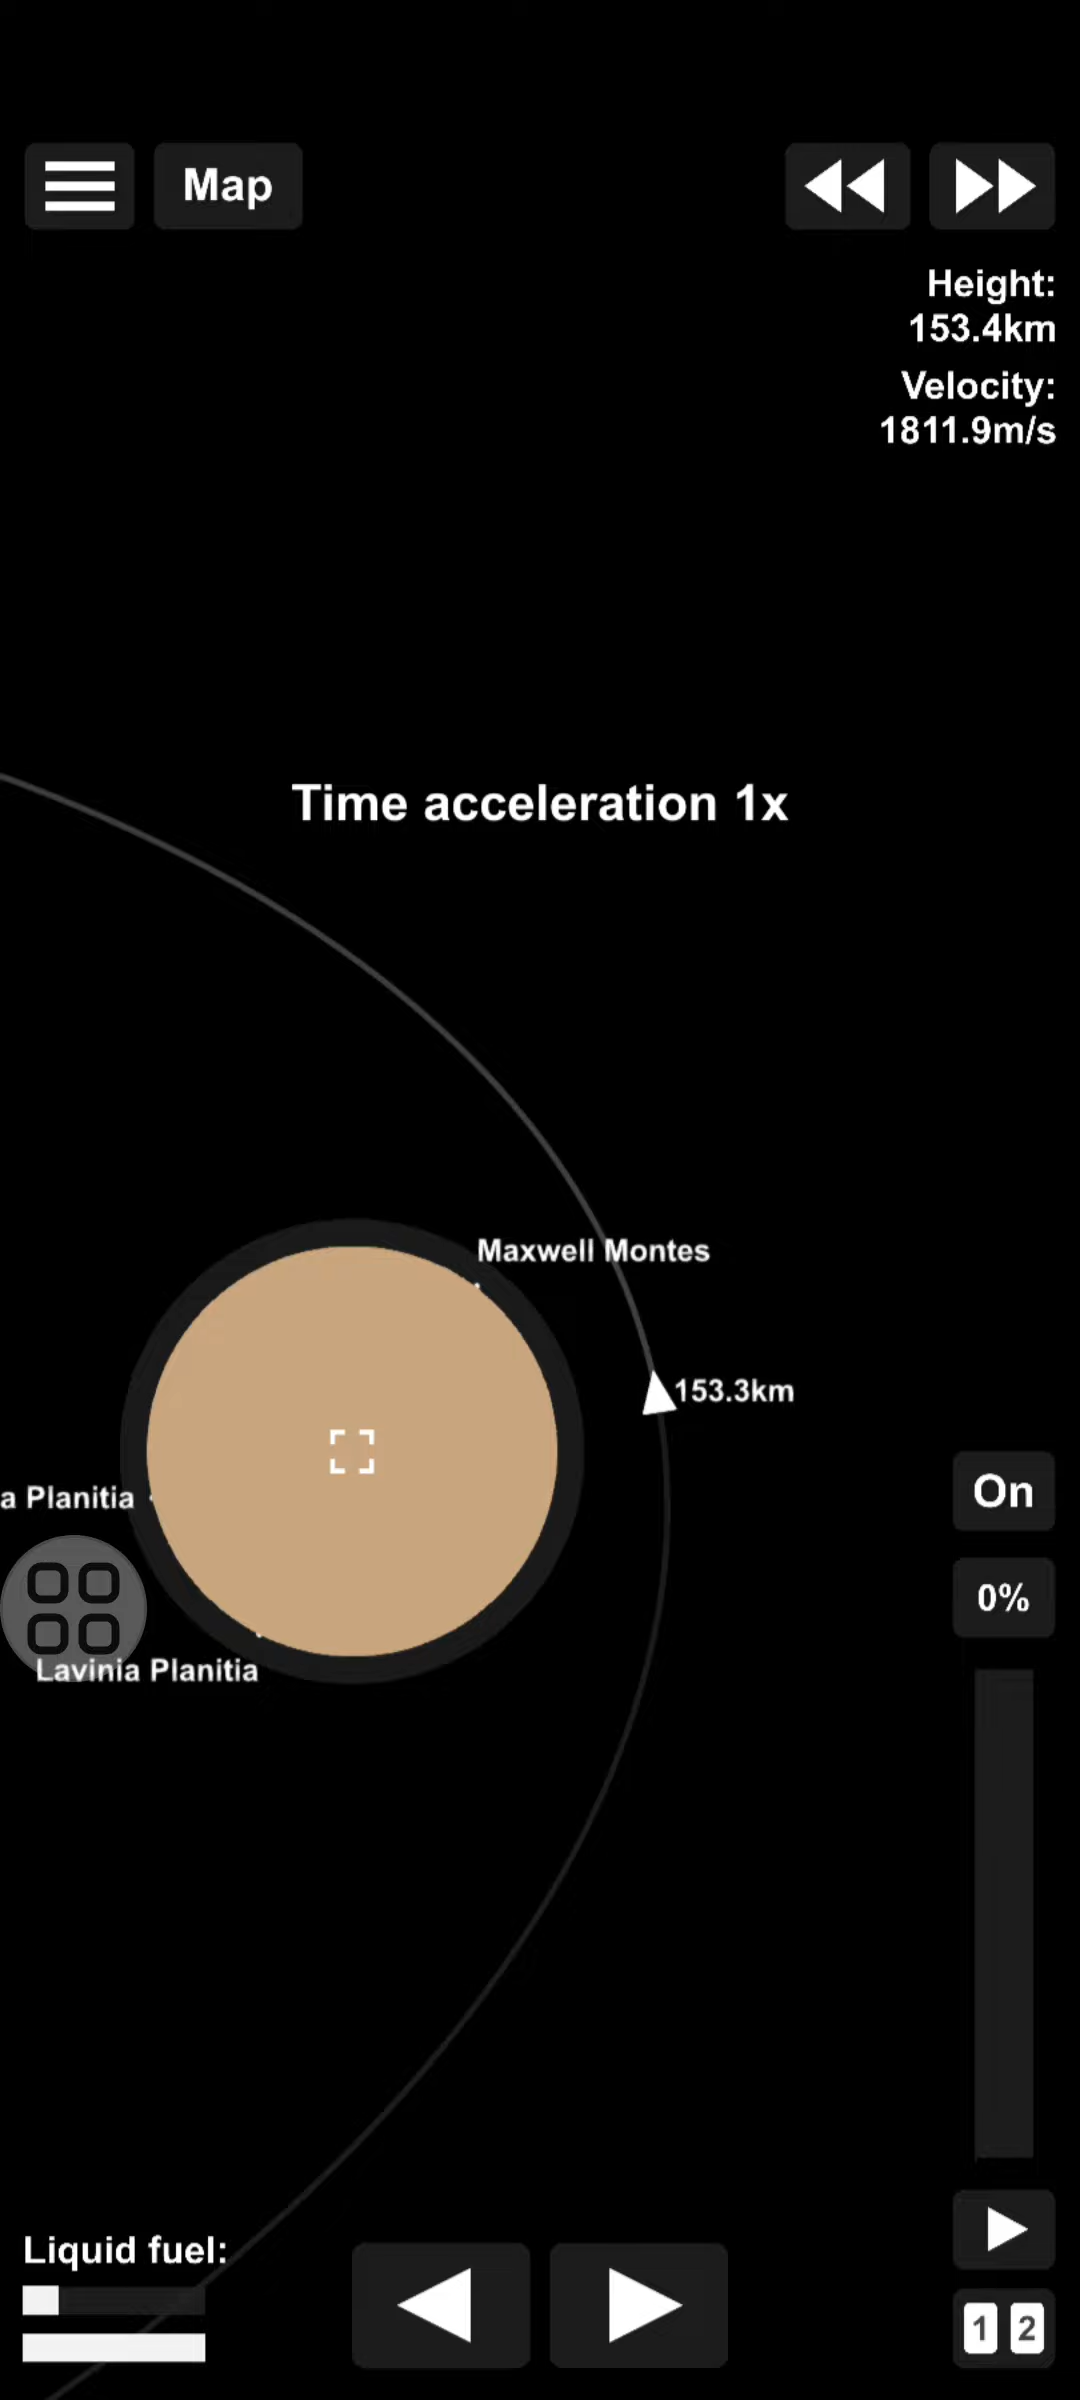 Map
Height:
153.4km
Velocity:
1811.9m/s
Time acceleration 1x
Maxwell Montes
153.3km
a Planitia
On
0%
Lavinia Planitia
Liquid fuel:
1 2